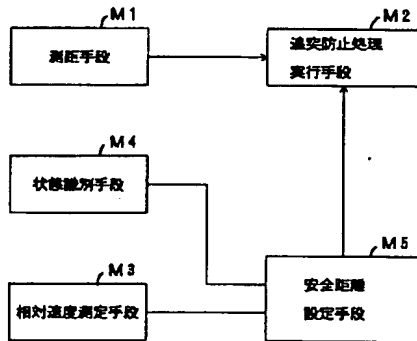 M1
測距手段
M2
追突防止処理
実行手段
M4
状態識別手段
M5
安全距離
設定手段
M3
相対速度測定手段